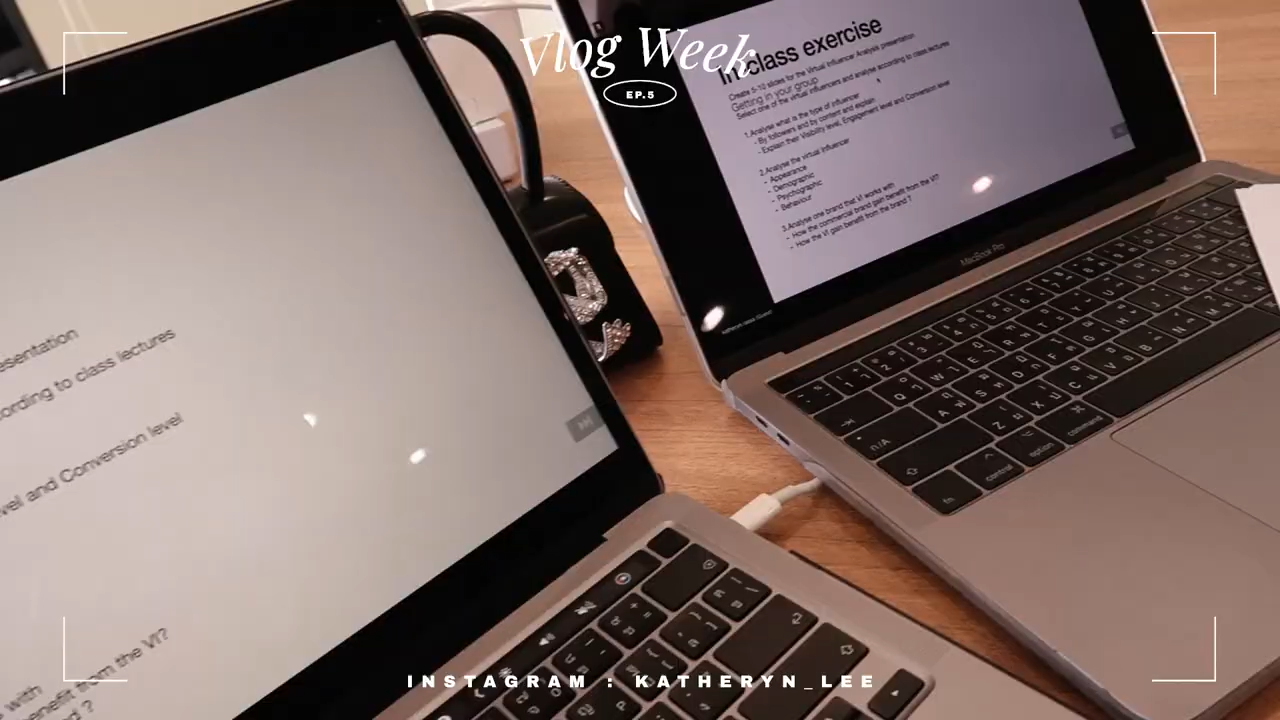 Vlog Week
EP.5
In class exercise
Create 5-10 slides for the Virtual Influencer Analysis presentation
Getting in your group
Select one of the virtual influencers and analyse according to class lectures
1.Analyse what is the type of influencer
- By followers and by content and explain
- Explain their Visibility level, Engagement level and Conversion level
2.Analyse the virtual Influencer
- Appearance
- Demographic
- Psychographic
- Behaviour
3.Analyse one brand that VI works with
- How the commercial brand gain benefit from the VI?
- How the VI gain benefit from the brand ?
MacBook Pro
esentation
cording to class lectures
vel and Conversion level
with
enefit from the VI?
d ?
fn
control
option
command
INSTAGRAM : KATHERYN_LEE